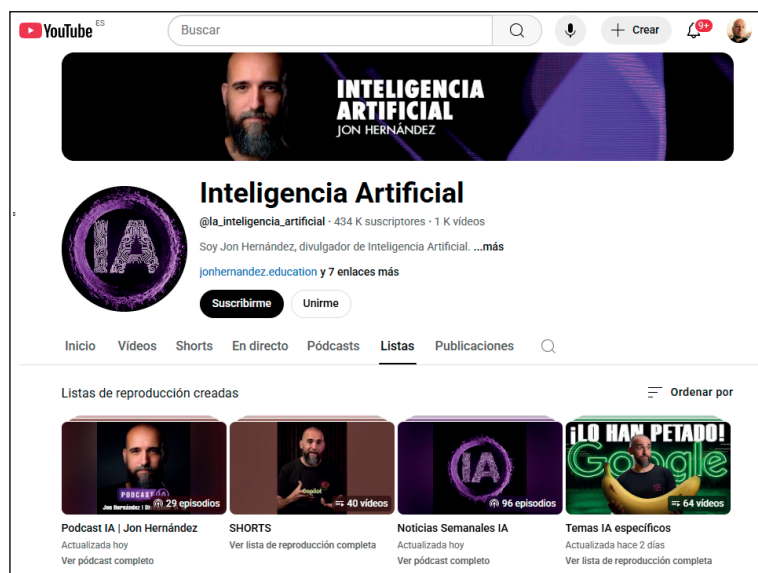 YouTube ES
Buscar
Crear
9+
INTELIGENCIA
ARTIFICIAL
JON HERNÁNDEZ
IA
Inteligencia Artificial
@la_inteligencia_artificial · 434 K suscriptores · 1 K vídeos
Soy Jon Hernández, divulgador de Inteligencia Artificial. ...más
jonhernandez.education y 7 enlaces más
Suscribirme
Unirme
Inicio Vídeos Shorts En directo Pódcasts Listas Publicaciones
Listas de reproducción creadas
Ordenar por
PODCAST
29 episodios
Podcast IA | Jon Hernández
Actualizada hoy
Ver pódcast completo
Copilot
40 vídeos
SHORTS
Ver lista de reproducción completa
IA
96 episodios
Noticias Semanales IA
Actualizada hoy
Ver pódcast completo
¡LO HAN PETADO!
Google
64 vídeos
Temas IA específicos
Actualizada hace 2 días
Ver lista de reproducción completa